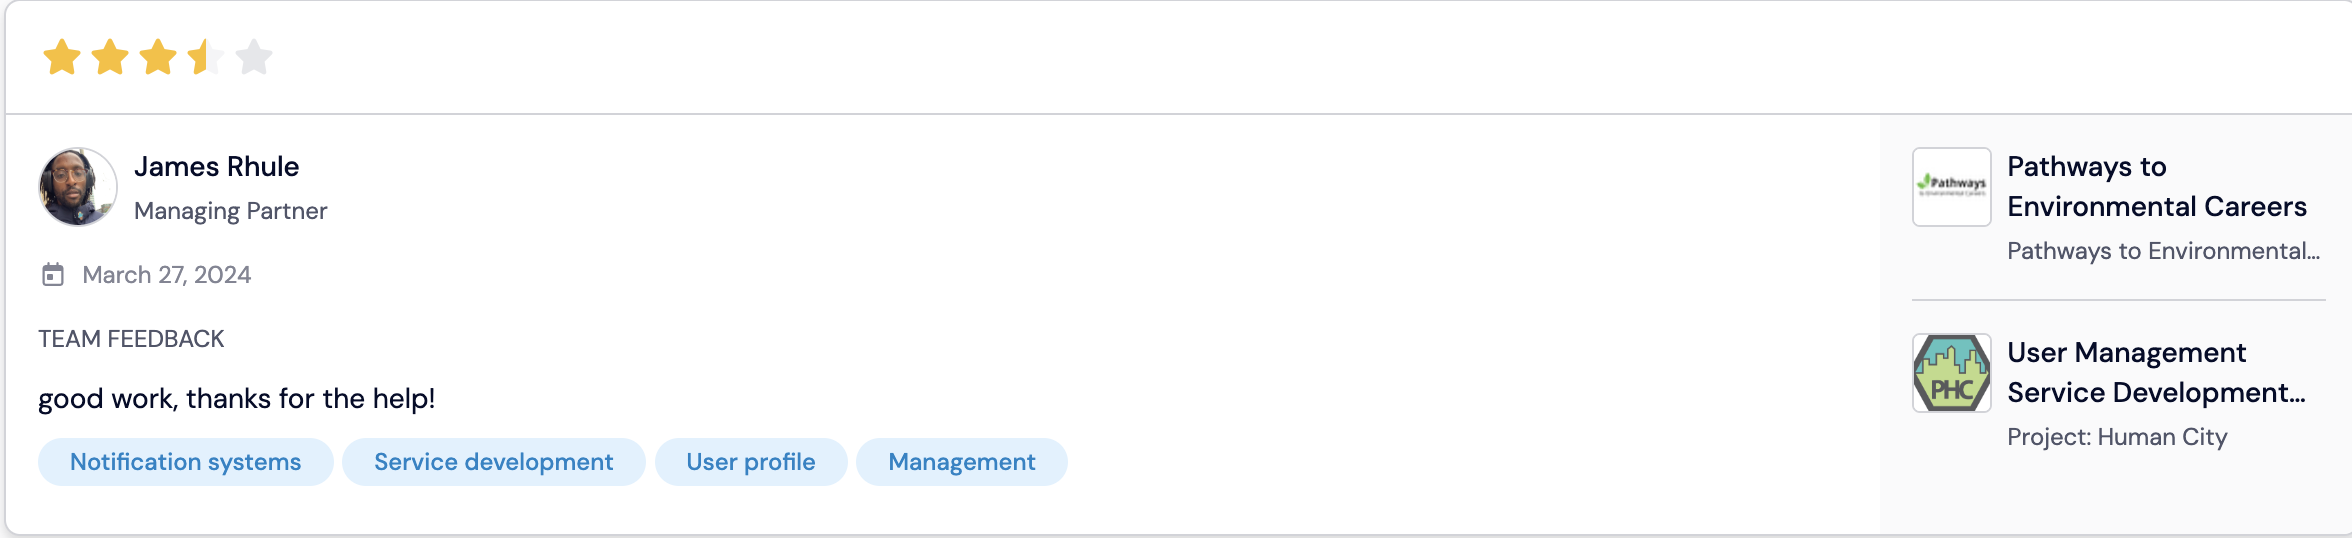 James Rhule
Managing Partner
March 27, 2024
TEAM FEEDBACK
good work, thanks for the help!
Notification systems
Service development
User profile
Management
Pathways
Pathways to
Environmental Careers
Pathways to Environmental...
PHC
User Management
Service Development...
Project: Human City